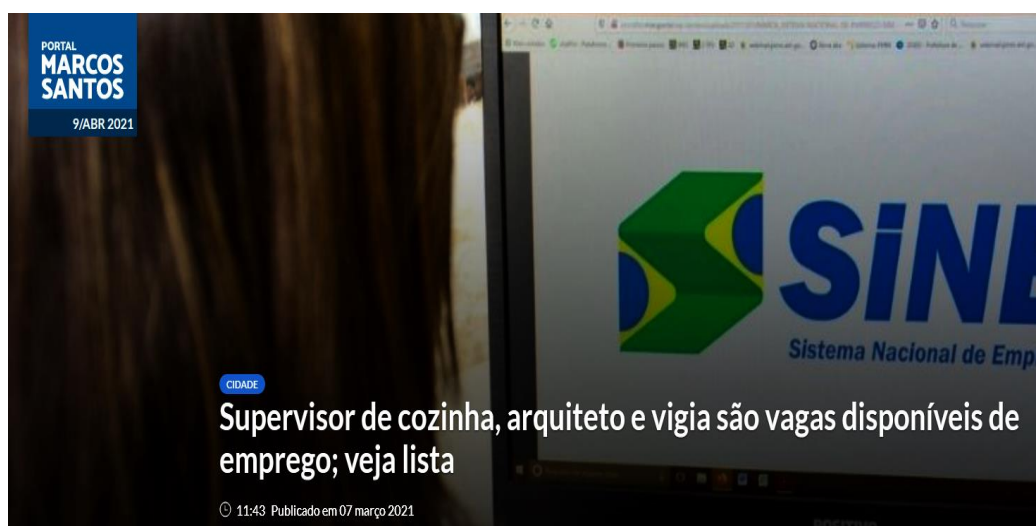 PORTAL
MARCOS
SANTOS
9/ABR 2021
SiNE
Sistema Nacional de Emp
CIDADE
Supervisor de cozinha, arquiteto e vigia são vagas disponíveis de
emprego; veja lista
11:43 Publicado em 07 março 2021